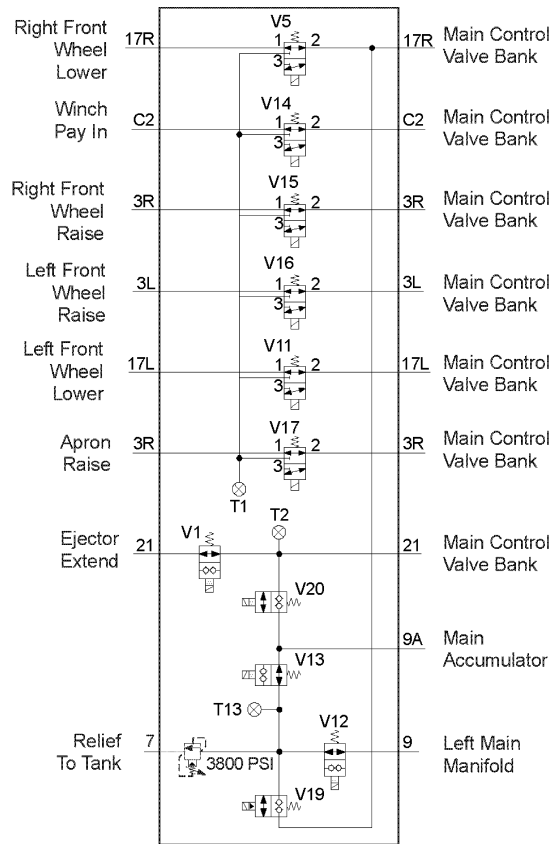 V5
Right Front
Wheel
Lower
17R
1
2
3
17R
Main Control
Valve Bank
V14
Winch
Pay In
C2
1
2
3
C2
Main Control
Valve Bank
V15
Right Front
Wheel
Raise
3R
1
2
3
3R
Main Control
Valve Bank
V16
Left Front
Wheel
Raise
3L
1
2
3
3L
Main Control
Valve Bank
V11
Left Front
Wheel
Lower
17L
1
2
3
17L
Main Control
Valve Bank
V17
Apron
Raise
3R
1
2
3
3R
Main Control
Valve Bank
T1
T2
Ejector
Extend
21
V1
21
Main Control
Valve Bank
V20
9A
Main
Accumulator
V13
T13
V12
Relief
To Tank
7
3800 PSI
9
Left Main
Manifold
V19